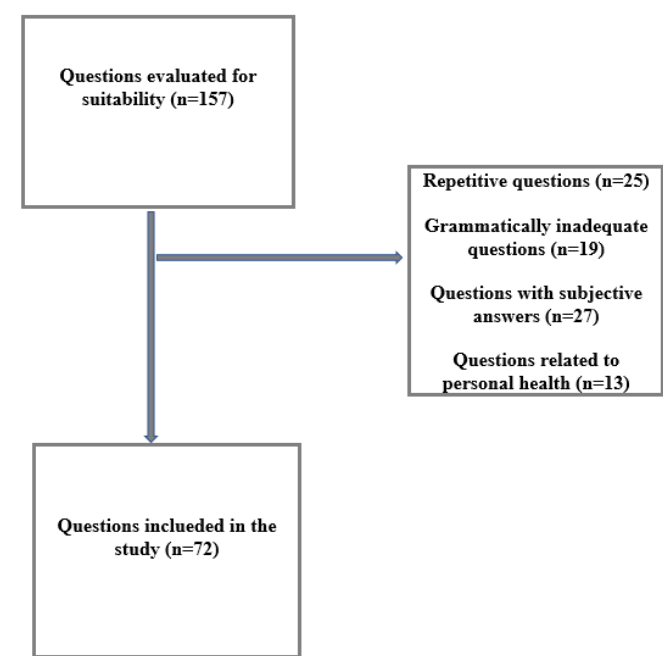 Questions evaluated for
suitability (n=157)
Repetitive questions (n=25)
Grammatically inadequate
questions (n=19)
Questions with subjective
answers (n=27)
Questions related to
personal health (n=13)
Questions inclueded in the
study (n=72)